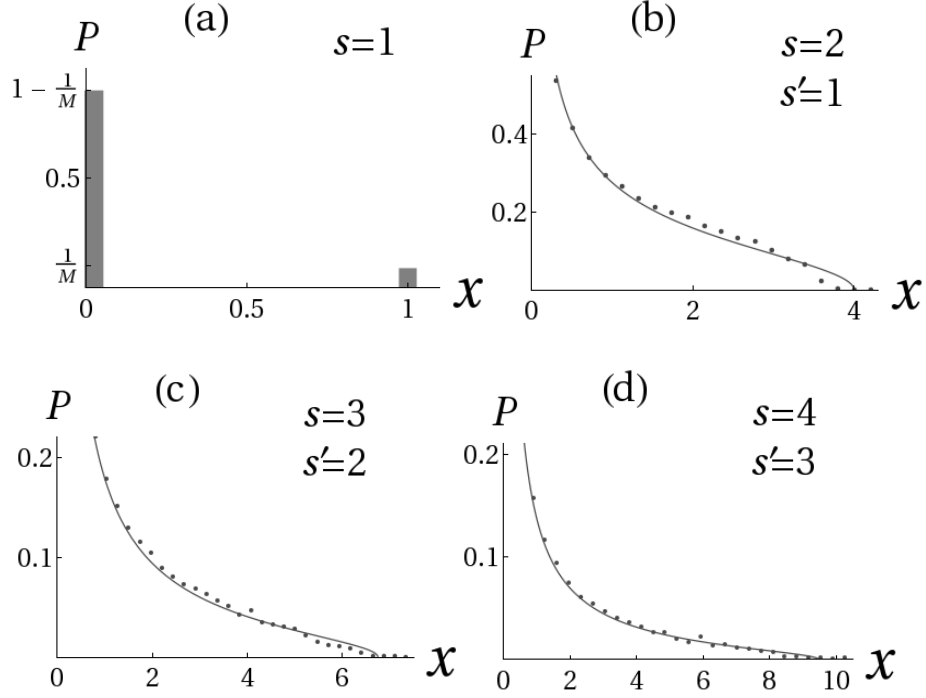 (a)
P
s=1
1 − 1/M
0.5
1/M
0 0.5 1
x
(b)
P
s=2
s′=1
0.4
0.2
0 2 4
x
(c)
P
s=3
s′=2
0.2
0.1
0 2 4 6
x
(d)
P
s=4
s′=3
0.2
0.1
0 2 4 6 8 10
x